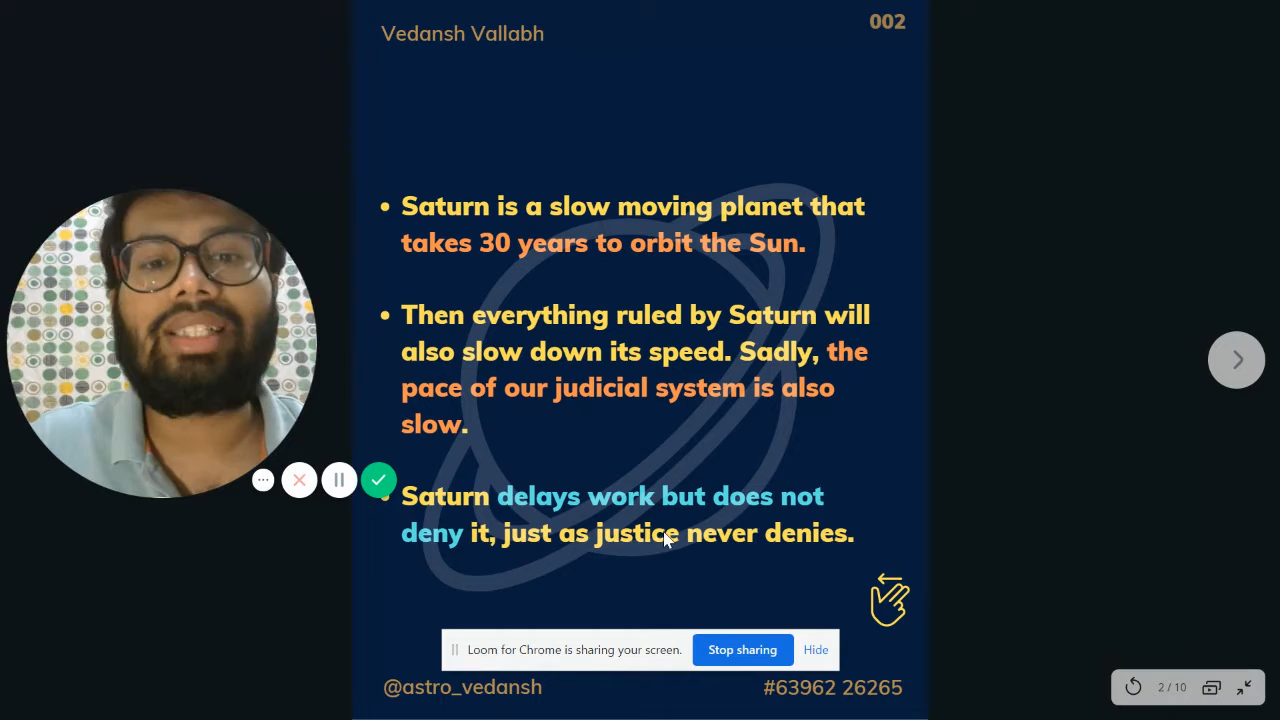 Vedansh Vallabh
002
Saturn is a slow moving planet that
takes 30 years to orbit the Sun.
Then everything ruled by Saturn will
also slow down its speed. Sadly, the
pace of our judicial system is also
slow.
Saturn delays work but does not
deny it, just as justice never denies.
Loom for Chrome is sharing your screen.
Stop sharing
Hide
@astro_vedansh
#63962 26265
2 / 10